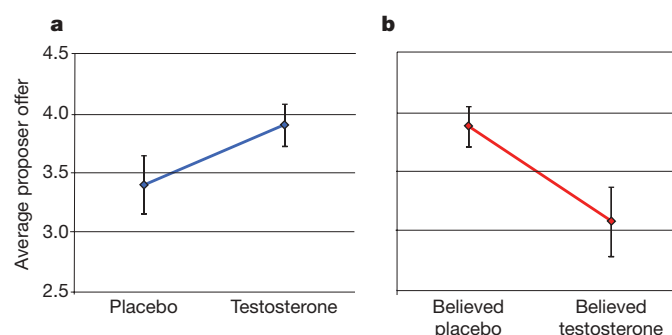 a
b
Average proposer offer
4.5
4.0
3.5
3.0
2.5
Placebo Testosterone
Believed placebo
Believed testosterone